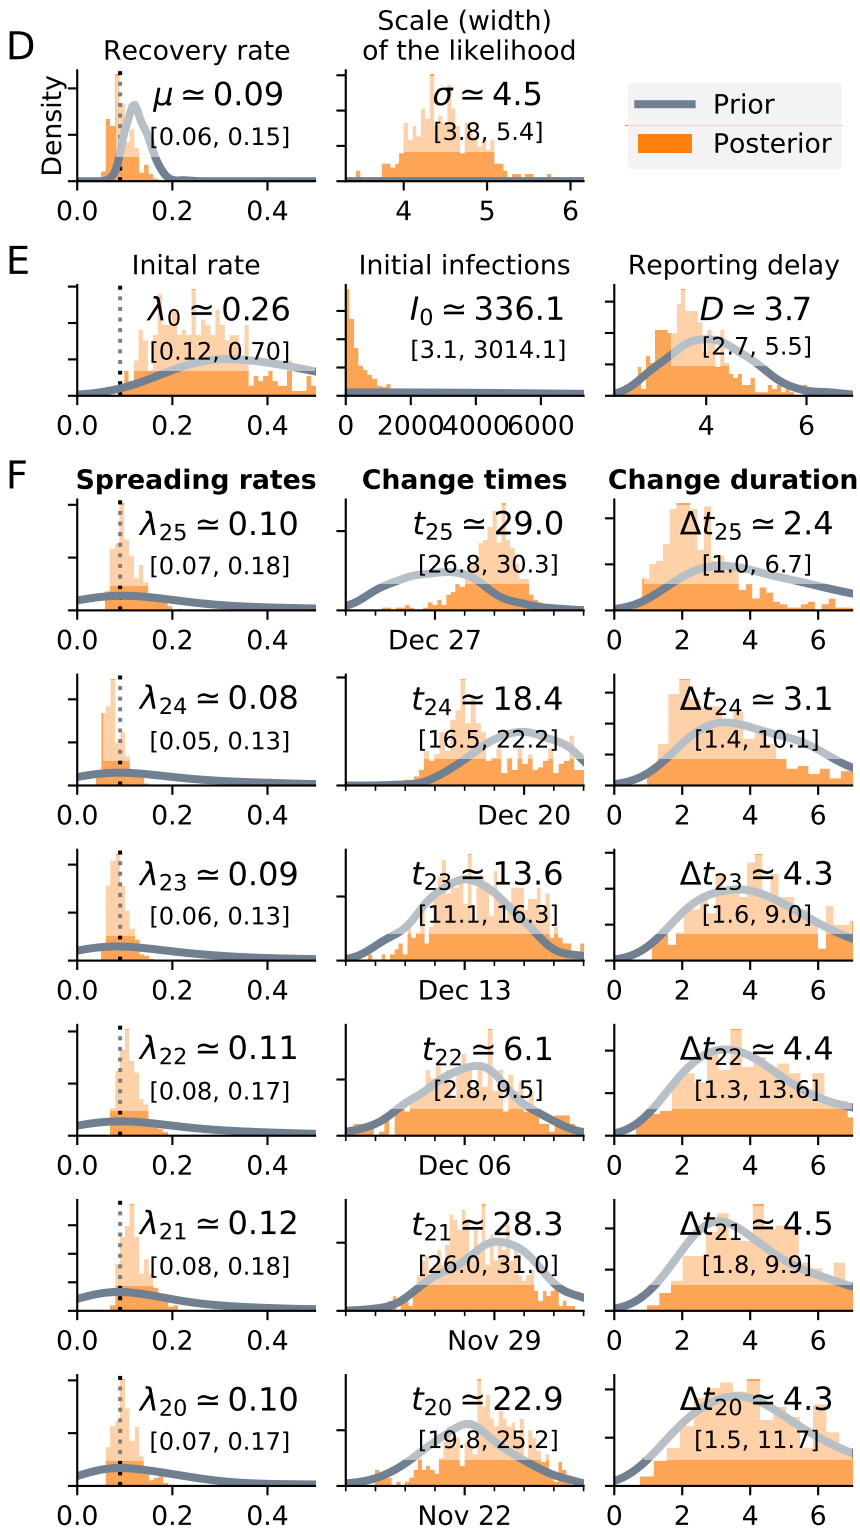 D
Recovery rate
Scale (width)
of the likelihood
Density
μ ≃ 0.09
[0.06, 0.15]
σ ≃ 4.5
[3.8, 5.4]
Prior
Posterior
0.0 0.2 0.4
4 5 6
E
Inital rate
Initial infections
Reporting delay
λ0 ≃ 0.26
[0.12, 0.70]
I0 ≃ 336.1
[3.1, 3014.1]
D ≃ 3.7
[2.7, 5.5]
0.0 0.2 0.4
0 2000 4000 6000
4 6
F
Spreading rates
Change times
Change duration
λ25 ≃ 0.10
[0.07, 0.18]
t25 ≃ 29.0
[26.8, 30.3]
Δt25 ≃ 2.4
[1.0, 6.7]
0.0 0.2 0.4
Dec 27
0 2 4 6
λ24 ≃ 0.08
[0.05, 0.13]
t24 ≃ 18.4
[16.5, 22.2]
Δt24 ≃ 3.1
[1.4, 10.1]
0.0 0.2 0.4
Dec 20
0 2 4 6
λ23 ≃ 0.09
[0.06, 0.13]
t23 ≃ 13.6
[11.1, 16.3]
Δt23 ≃ 4.3
[1.6, 9.0]
0.0 0.2 0.4
Dec 13
0 2 4 6
λ22 ≃ 0.11
[0.08, 0.17]
t22 ≃ 6.1
[2.8, 9.5]
Δt22 ≃ 4.4
[1.3, 13.6]
0.0 0.2 0.4
Dec 06
0 2 4 6
λ21 ≃ 0.12
[0.08, 0.18]
t21 ≃ 28.3
[26.0, 31.0]
Δt21 ≃ 4.5
[1.8, 9.9]
0.0 0.2 0.4
Nov 29
0 2 4 6
λ20 ≃ 0.10
[0.07, 0.17]
t20 ≃ 22.9
[19.8, 25.2]
Δt20 ≃ 4.3
[1.5, 11.7]
0.0 0.2 0.4
Nov 22
0 2 4 6